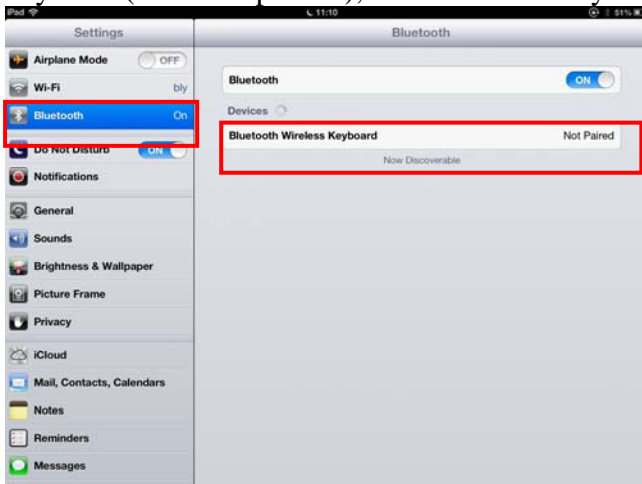 iPad 11:10 51%
Settings
Bluetooth
Airplane Mode OFF
Wi-Fi bly
Bluetooth On
Do Not Disturb ON
Notifications
General
Sounds
Brightness & Wallpaper
Picture Frame
Privacy
iCloud
Mail, Contacts, Calendars
Notes
Reminders
Messages
Bluetooth ON
Devices
Bluetooth Wireless Keyboard Not Paired
Now Discoverable